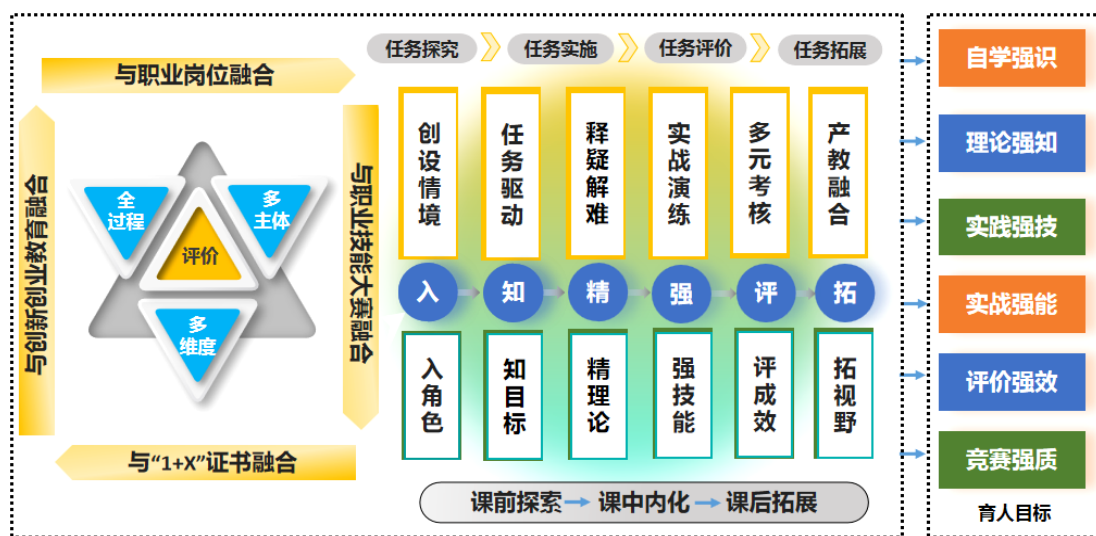 任务探究
任务实施
任务评价
任务拓展
与职业岗位融合
与创新创业教育融合
与职业技能大赛融合
与“1+X”证书融合
全
过程
多
主体
评价
多
维度
创设情境
任务驱动
释疑解难
实战演练
多元考核
产教融合
入
知
精
强
评
拓
入角色
知目标
精理论
强技能
评成效
拓视野
课前探索
课中内化
课后拓展
自学强识
理论强知
实践强技
实战强能
评价强效
竞赛强质
育人目标